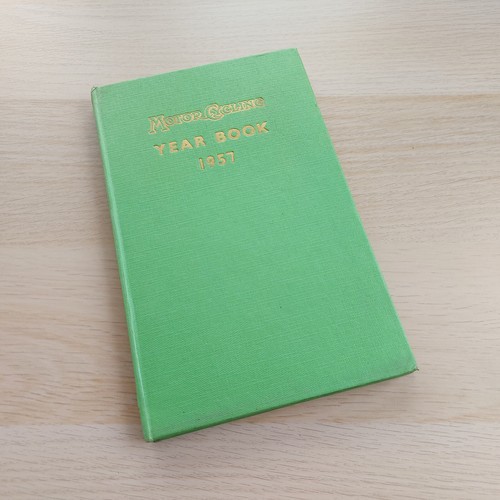 Motor Cycling
YEAR BOOK
1957